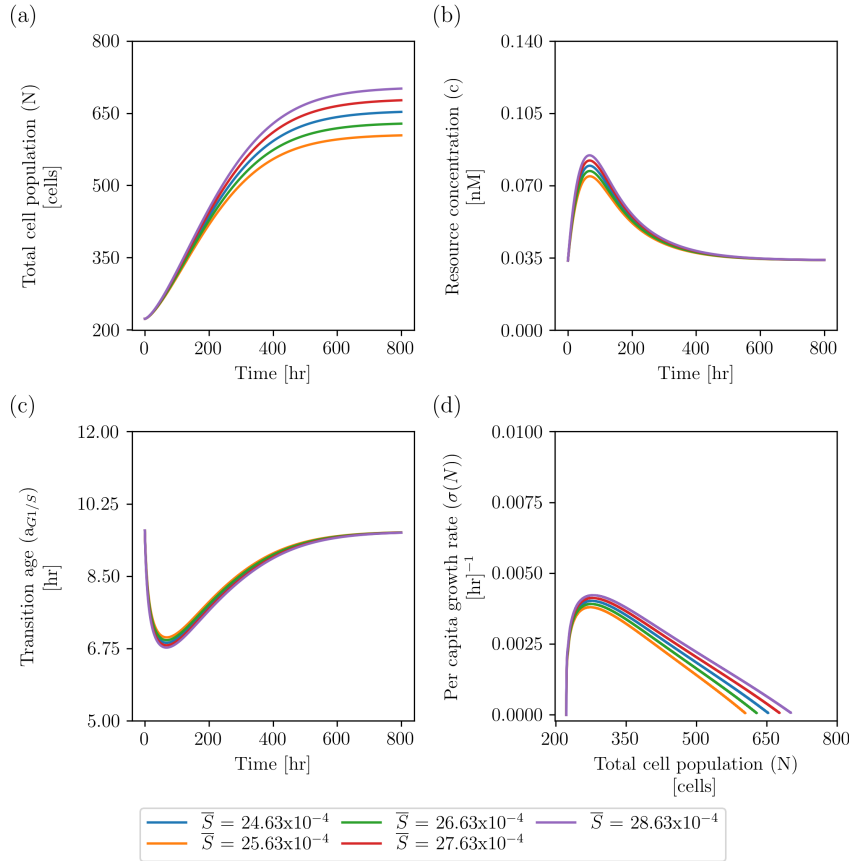 (a)
800
650
500
350
200
0
200
400
600
800
Time [hr]
Total cell population (N)
[cells]
(b)
0.140
0.105
0.070
0.035
0.000
0
200
400
600
800
Time [hr]
Resource concentration (c)
[nM]
(c)
12.00
10.25
8.50
6.75
5.00
0
200
400
600
800
Time [hr]
Transition age (a_{G1/S})
[hr]
(d)
0.0100
0.0075
0.0050
0.0025
0.0000
200
350
500
650
800
Total cell population (N)
[cells]
Per capita growth rate (σ(N))
[hr]⁻¹
S̅ = 24.63x10⁻⁴
S̅ = 25.63x10⁻⁴
S̅ = 26.63x10⁻⁴
S̅ = 27.63x10⁻⁴
S̅ = 28.63x10⁻⁴